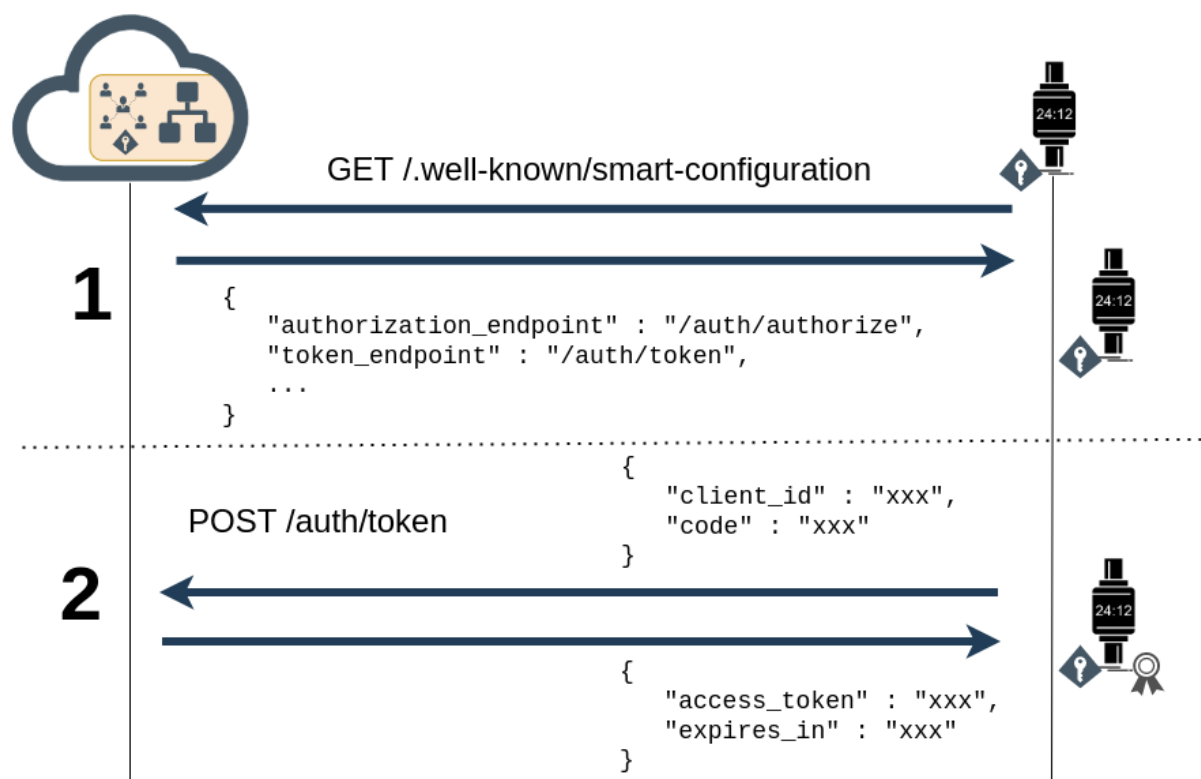 24:12
GET /.well-known/smart-configuration
1
24:12
{
"authorization_endpoint" : "/auth/authorize",
"token_endpoint" : "/auth/token",
...
}
{
"client_id" : "xxx",
"code" : "xxx"
}
POST /auth/token
2
24:12
{
"access_token" : "xxx",
"expires_in" : "xxx"
}